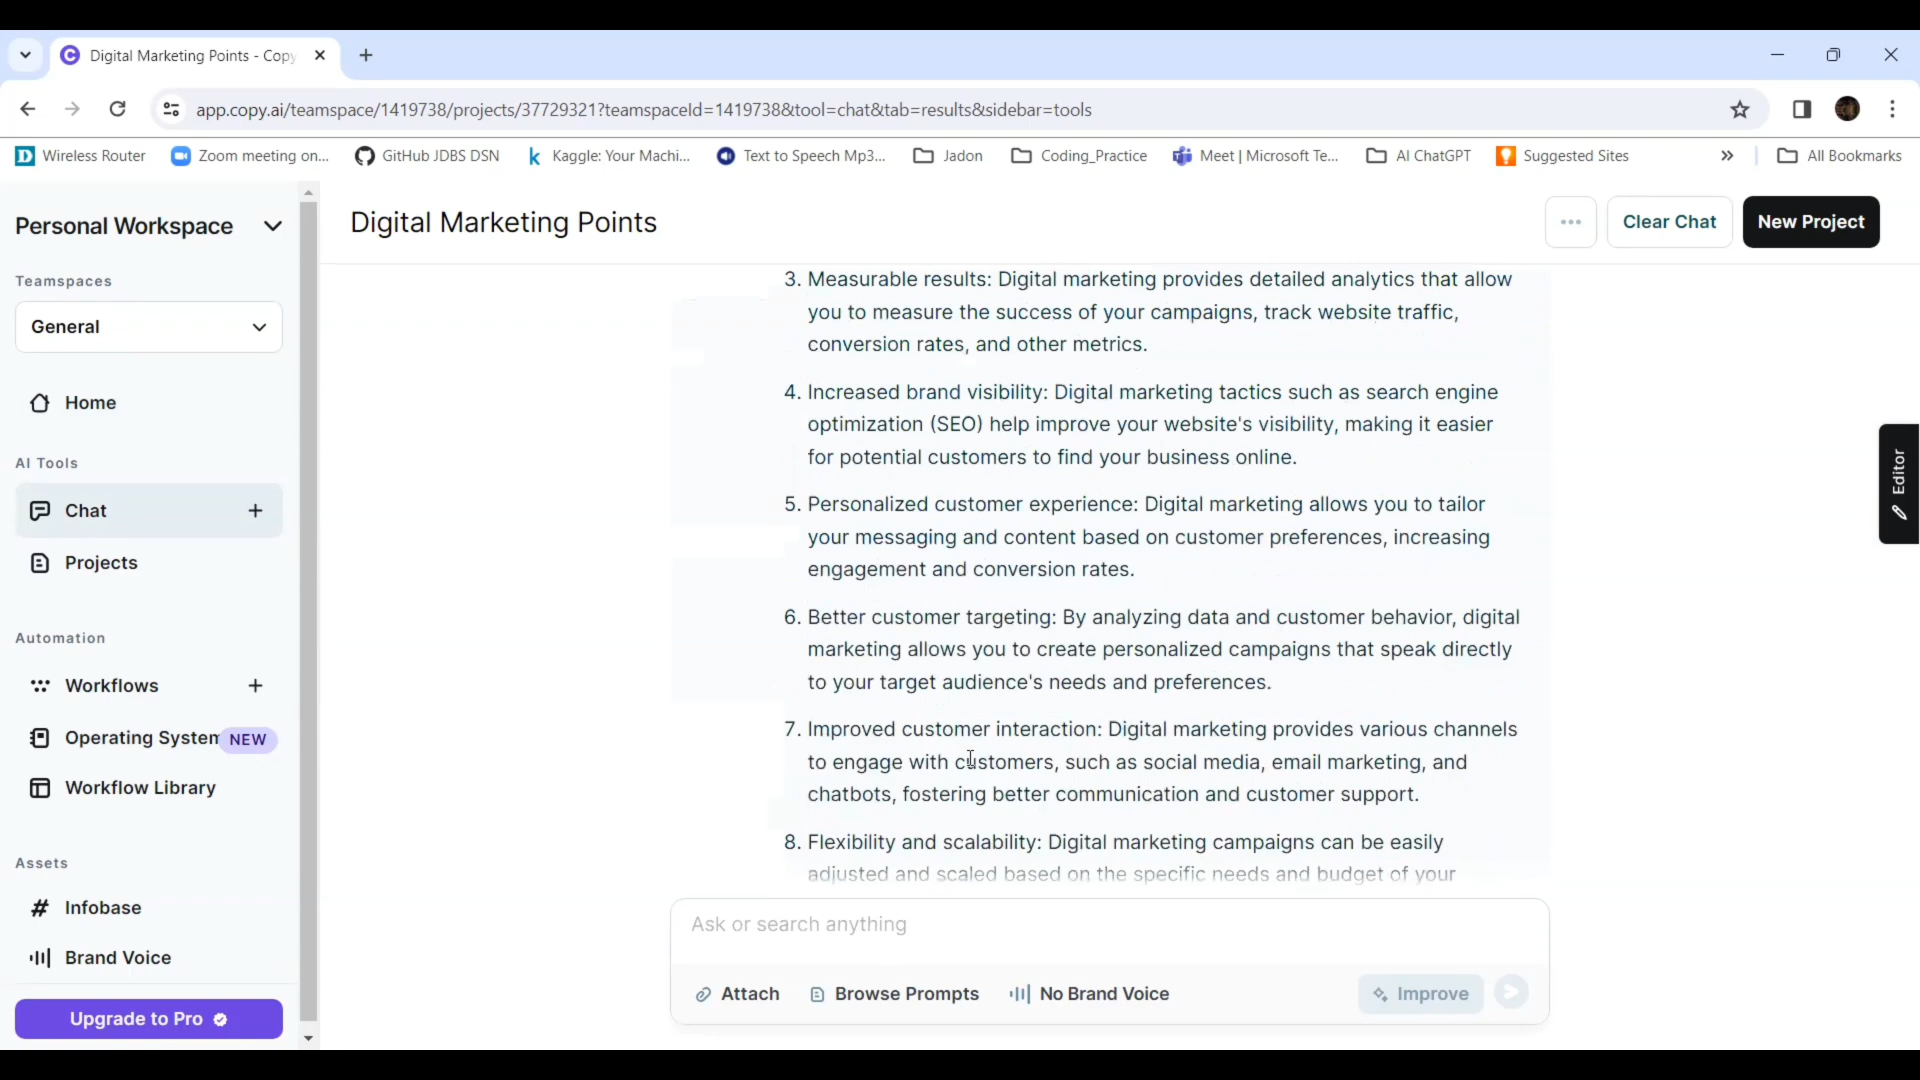 Digital Marketing Points - Copy
app.copy.ai/teamspace/1419738/projects/37729321?teamspaceId=1419738&tool=chat&tab=results&sidebar=tools
Wireless Router
Zoom meeting on...
GitHub JDBS DSN
Kaggle: Your Machi...
Text to Speech Mp3...
Jadon
Coding_Practice
Meet | Microsoft Te...
AI ChatGPT
Suggested Sites
All Bookmarks
Personal Workspace
Teamspaces
General
Home
AI Tools
Chat
Projects
Automation
Workflows
Operating System NEW
Workflow Library
Assets
Infobase
Brand Voice
Upgrade to Pro
Digital Marketing Points
Clear Chat
New Project
3. Measurable results: Digital marketing provides detailed analytics that allow
you to measure the success of your campaigns, track website traffic,
conversion rates, and other metrics.
4. Increased brand visibility: Digital marketing tactics such as search engine
optimization (SEO) help improve your website's visibility, making it easier
for potential customers to find your business online.
5. Personalized customer experience: Digital marketing allows you to tailor
your messaging and content based on customer preferences, increasing
engagement and conversion rates.
6. Better customer targeting: By analyzing data and customer behavior, digital
marketing allows you to create personalized campaigns that speak directly
to your target audience's needs and preferences.
7. Improved customer interaction: Digital marketing provides various channels
to engage with customers, such as social media, email marketing, and
chatbots, fostering better communication and customer support.
8. Flexibility and scalability: Digital marketing campaigns can be easily
adjusted and scaled based on the specific needs and budget of your
Ask or search anything
Attach
Browse Prompts
No Brand Voice
Improve
Editor